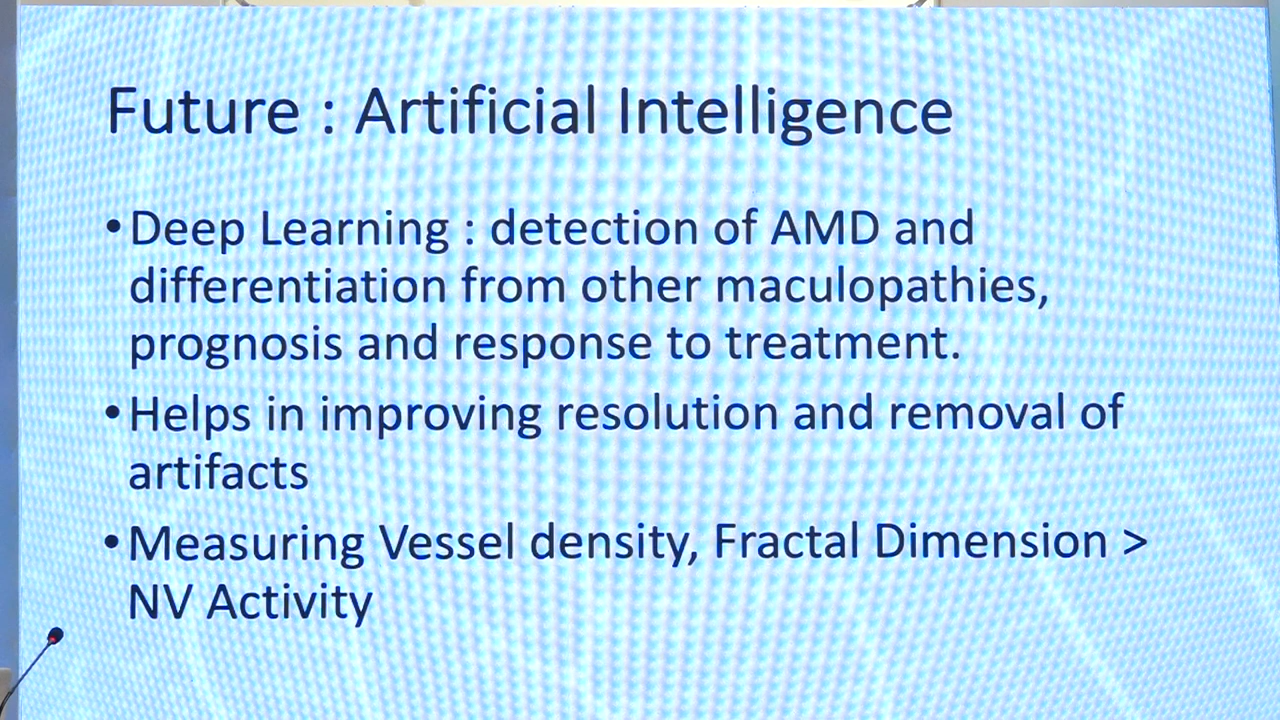 Future : Artificial Intelligence
•Deep Learning : detection of AMD and
differentiation from other maculopathies,
prognosis and response to treatment.
•Helps in improving resolution and removal of
artifacts
•Measuring Vessel density, Fractal Dimension >
NV Activity